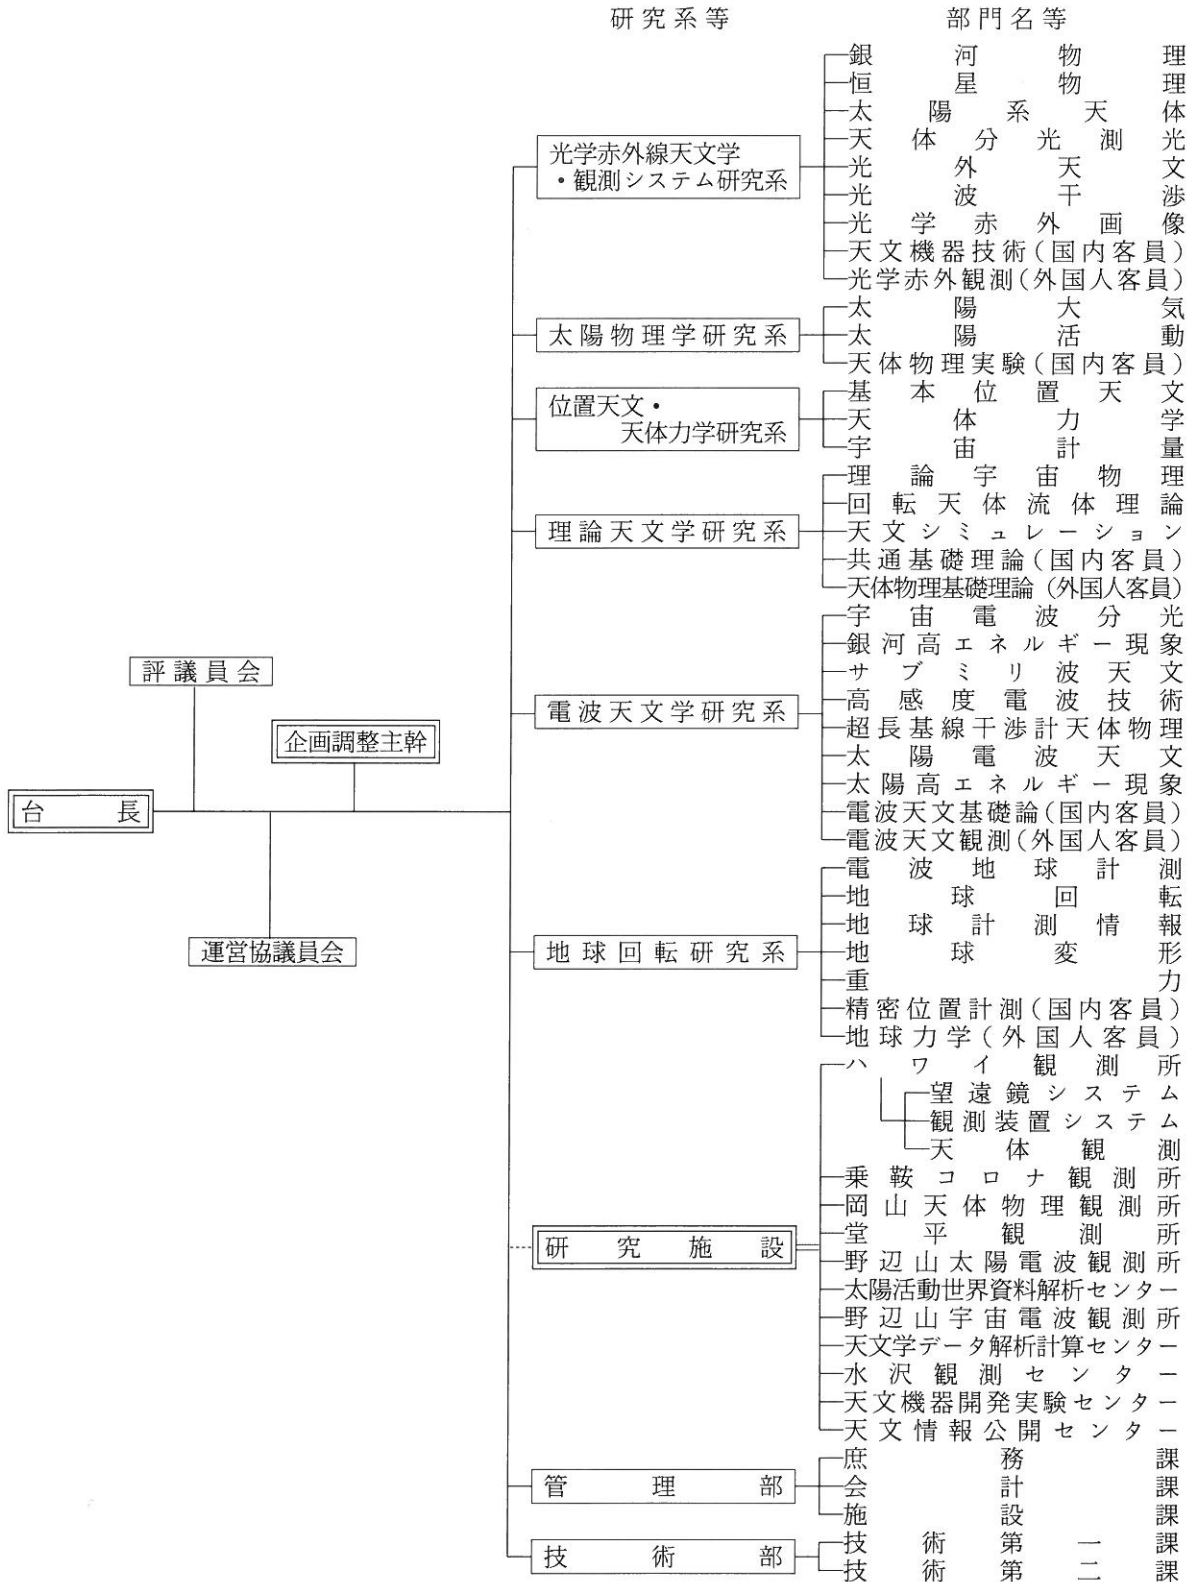 研究系等 部門名等
銀河物理
恒星物理
太陽系天体
光学赤外線天文学
・観測システム研究系
天体分光測光
光外天文
光波干渉
光学赤外画像
天文機器技術(国内客員)
光学赤外観測(外国人客員)
太陽物理学研究系
太陽大気
太陽活動
天体物理実験(国内客員)
位置天文・
天体力学研究系
基本位置天文
天体力学
宇宙計量
理論天文学研究系
理論宇宙物理
回転天体流体理論
天文シミュレーション
共通基礎理論(国内客員)
天体物理基礎理論(外国人客員)
評議員会
企画調整主幹
台長
運営協議員会
電波天文学研究系
宇宙電波分光
銀河高エネルギー現象
サブミリ波天文
高感度電波技術
超長基線干渉計天体物理
太陽電波天文
太陽高エネルギー現象
電波天文基礎論(国内客員)
電波天文観測(外国人客員)
地球回転研究系
電波地球計測
地球回転
地球計測情報
地球変形
重力
精密位置計測(国内客員)
地球力学(外国人客員)
研究施設
ハワイ観測所
望遠鏡システム
観測装置システム
天体観測
乗鞍コロナ観測所
岡山天体物理観測所
堂平観測所
野辺山太陽電波観測所
太陽活動世界資料解析センター
野辺山宇宙電波観測所
天文学データ解析計算センター
水沢観測センター
天文機器開発実験センター
天文情報公開センター
管理部
庶務課
会計課
施設課
技術部
技術第一課
技術第二課